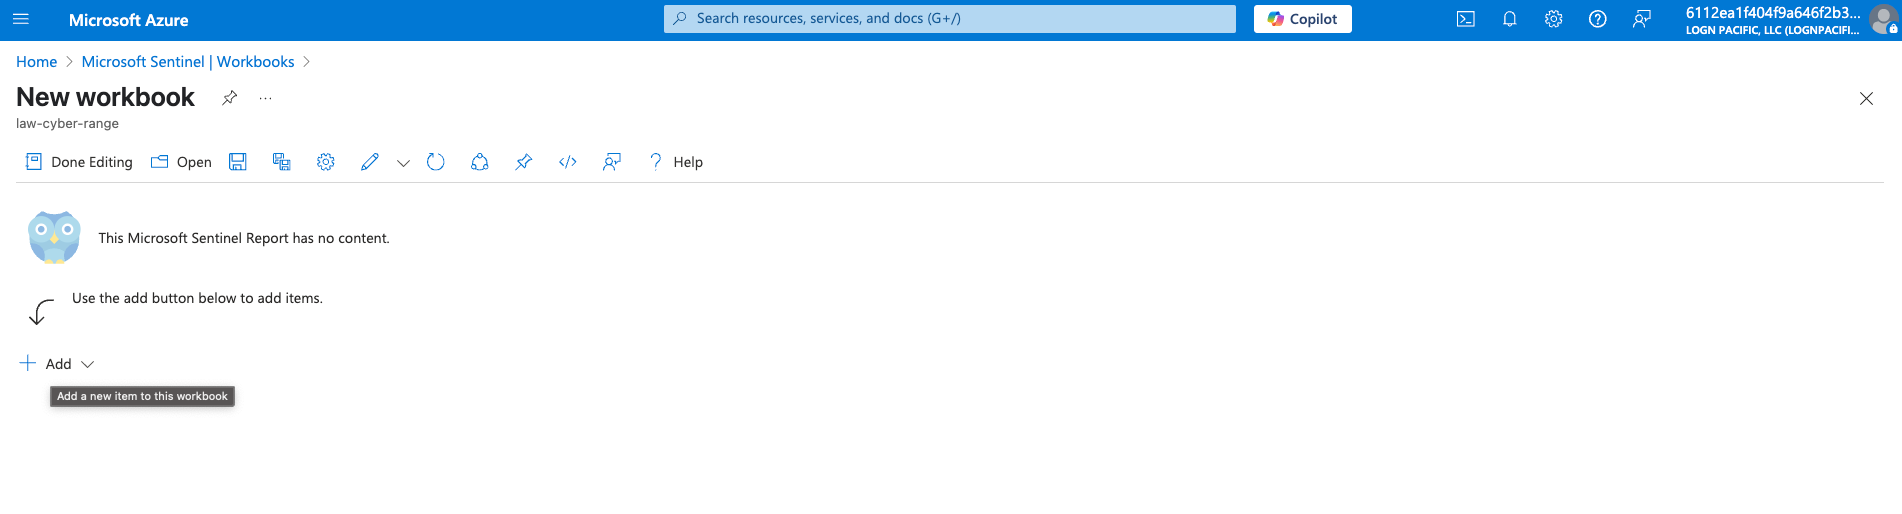 Microsoft Azure
Search resources, services, and docs (G+/)
Copilot
6112ea1f404f9a646f2b3...
LOGN PACIFIC, LLC (LOGNPACIFI...
Home > Microsoft Sentinel | Workbooks >
New workbook ...
law-cyber-range
Done Editing Open </> ? Help
This Microsoft Sentinel Report has no content.
Use the add button below to add items.
+ Add
Add a new item to this workbook